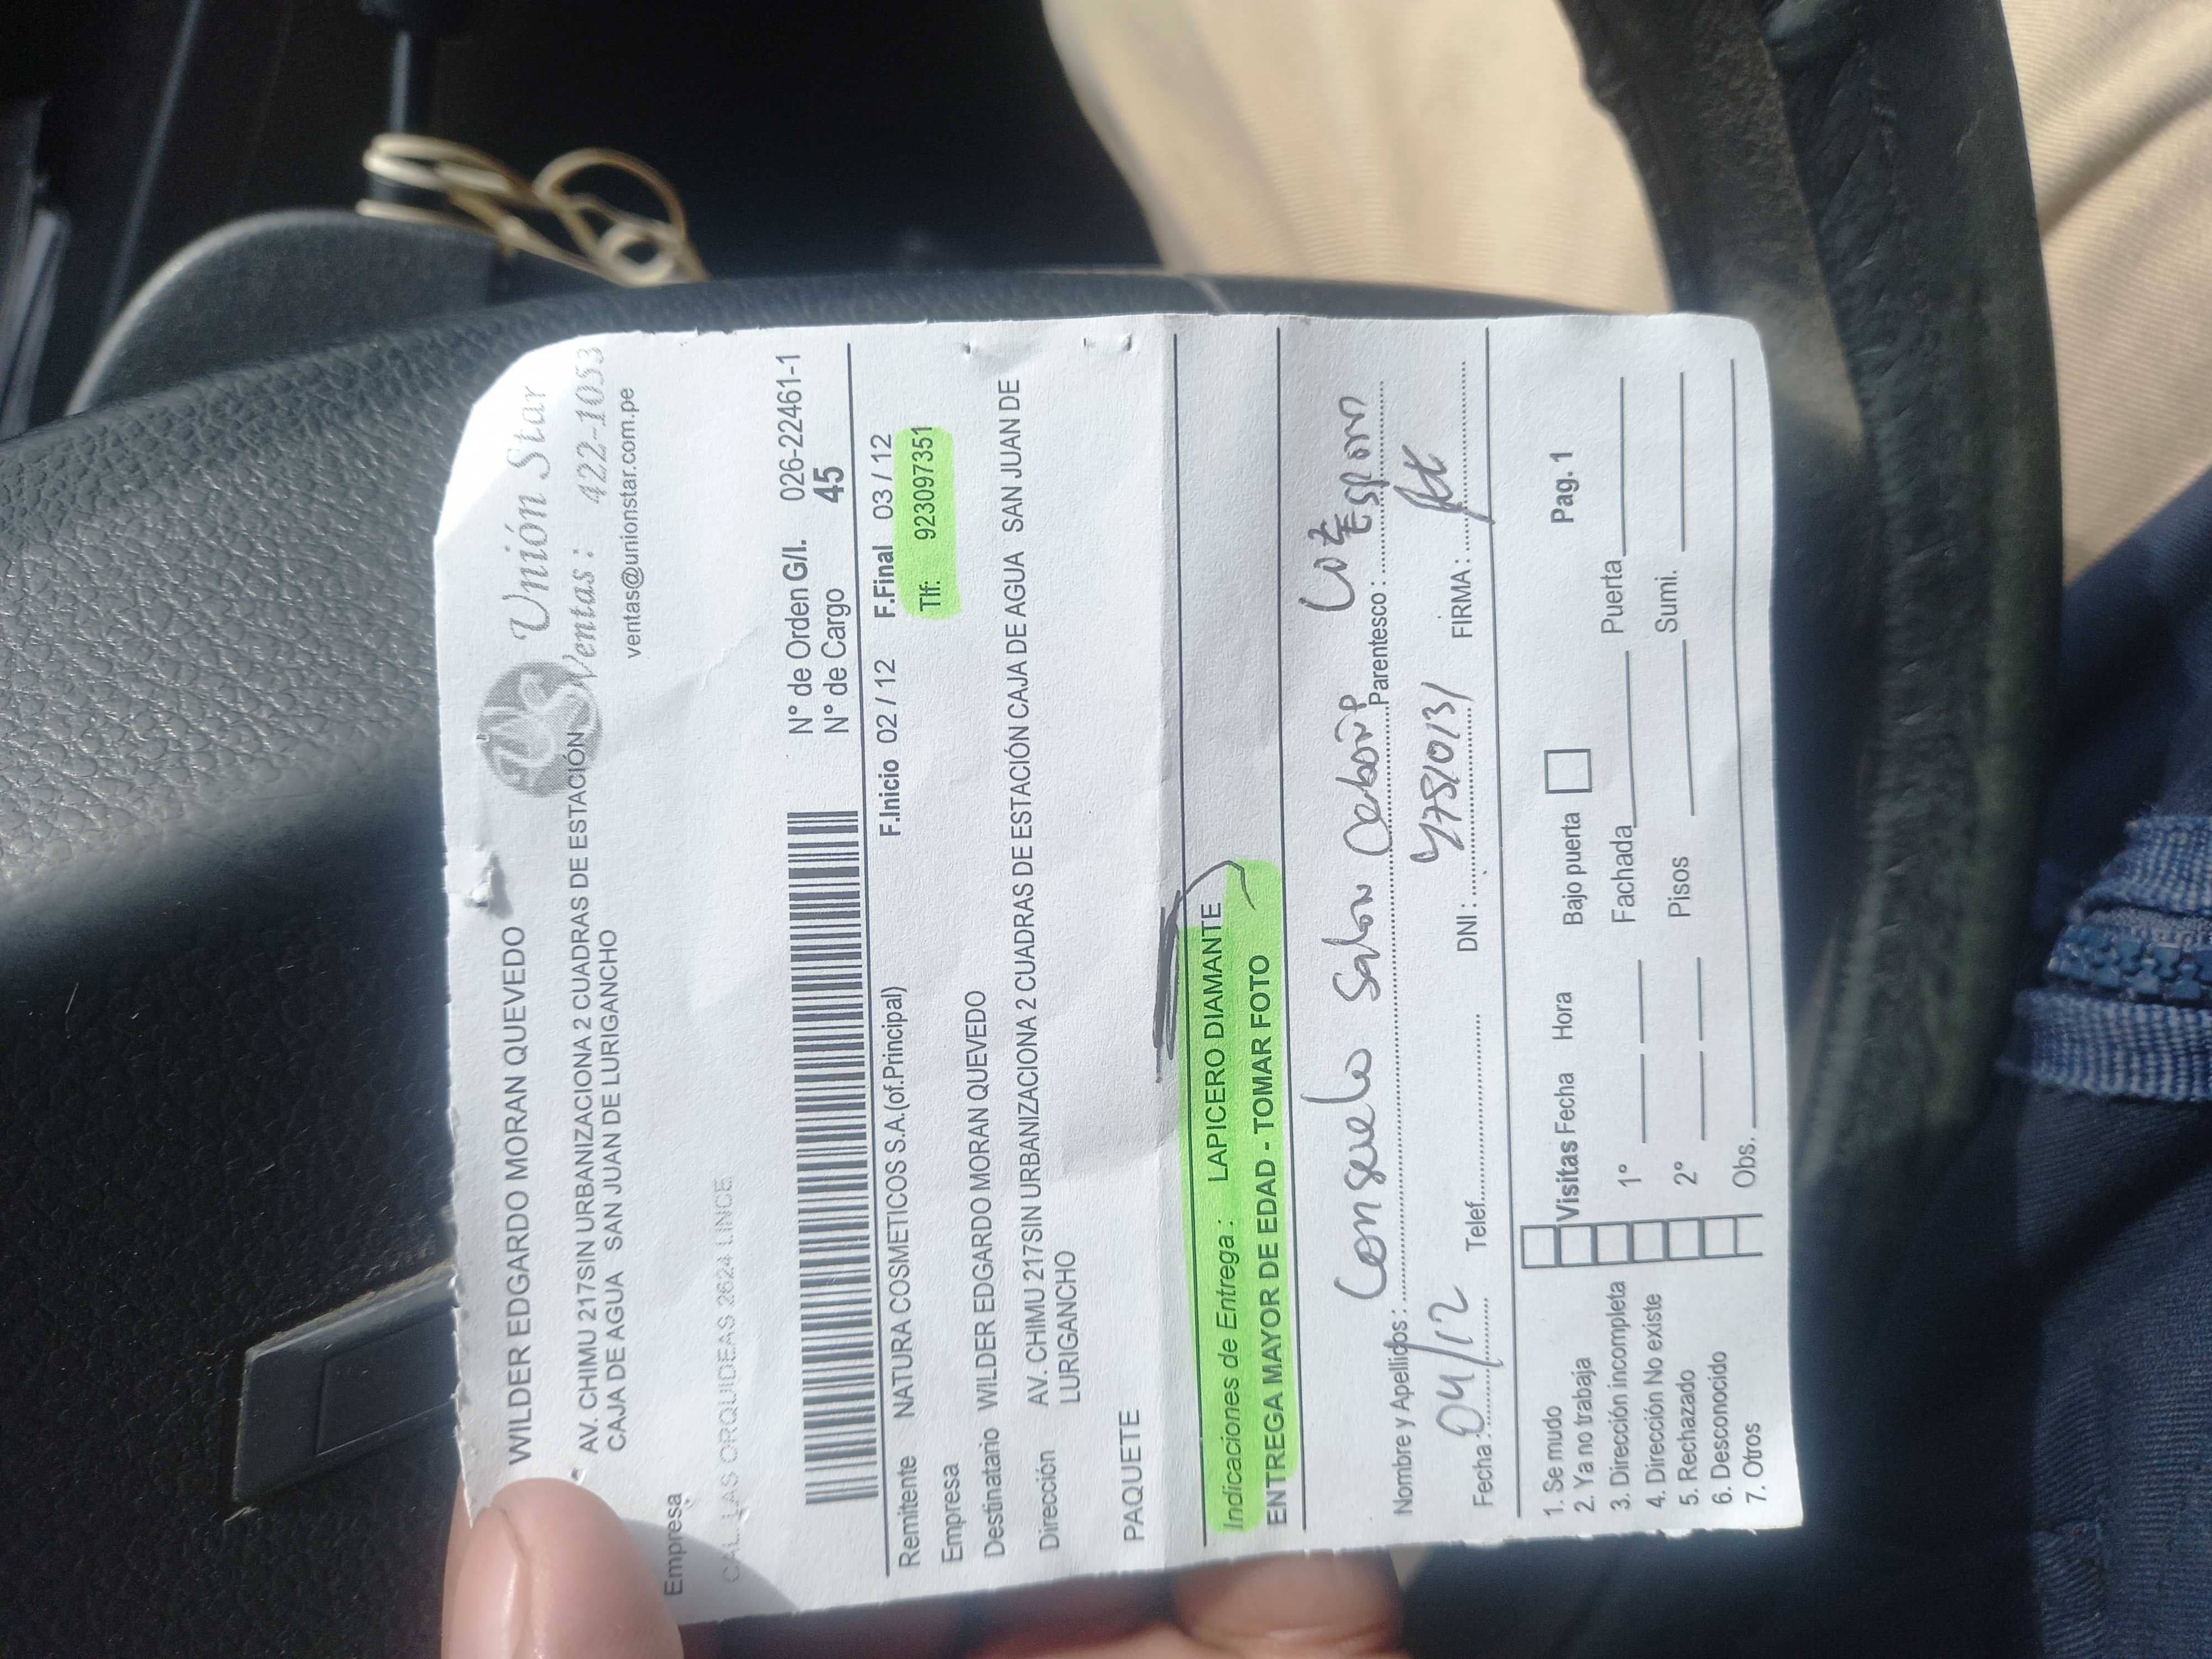 WILDER EDGARDO MORAN QUEVEDO
Unión Star
Ventas: 422-1053
ventas@unionstar.com.pe
AV. CHIMU 217SIN URBANIZACIONA 2 CUADRAS DE ESTACIÓN
CAJA DE AGUA SAN JUAN DE LURIGANCHO
Empresa
CAL. LAS ORQUIDEAS 2624 LINCE
N° de Orden G/I. 026-22461-1
N° de Cargo 45
Remitente NATURA COSMETICOS S.A.(of.Principal) F.Inicio 02 / 12 F.Final 03 / 12
Empresa Tlf: 923097351
Destinatario WILDER EDGARDO MORAN QUEVEDO
Dirección AV. CHIMU 217SIN URBANIZACIONA 2 CUADRAS DE ESTACIÓN CAJA DE AGUA SAN JUAN DE
LURIGANCHO
PAQUETE
Indicaciones de Entrega : LAPICERO DIAMANTE
ENTREGA MAYOR DE EDAD - TOMAR FOTO
Nombre y Apellidos : Consuelo Parentesco :
Fecha : 04/12 Telef. DNI : FIRMA :
1. Se mudo
2. Ya no trabaja
3. Dirección incompleta
4. Dirección No existe
5. Rechazado
6. Desconocido
7. Otros
Visitas Fecha Hora Bajo puerta Pag. 1
1° Fachada Puerta
2° Pisos Sumi.
Obs.